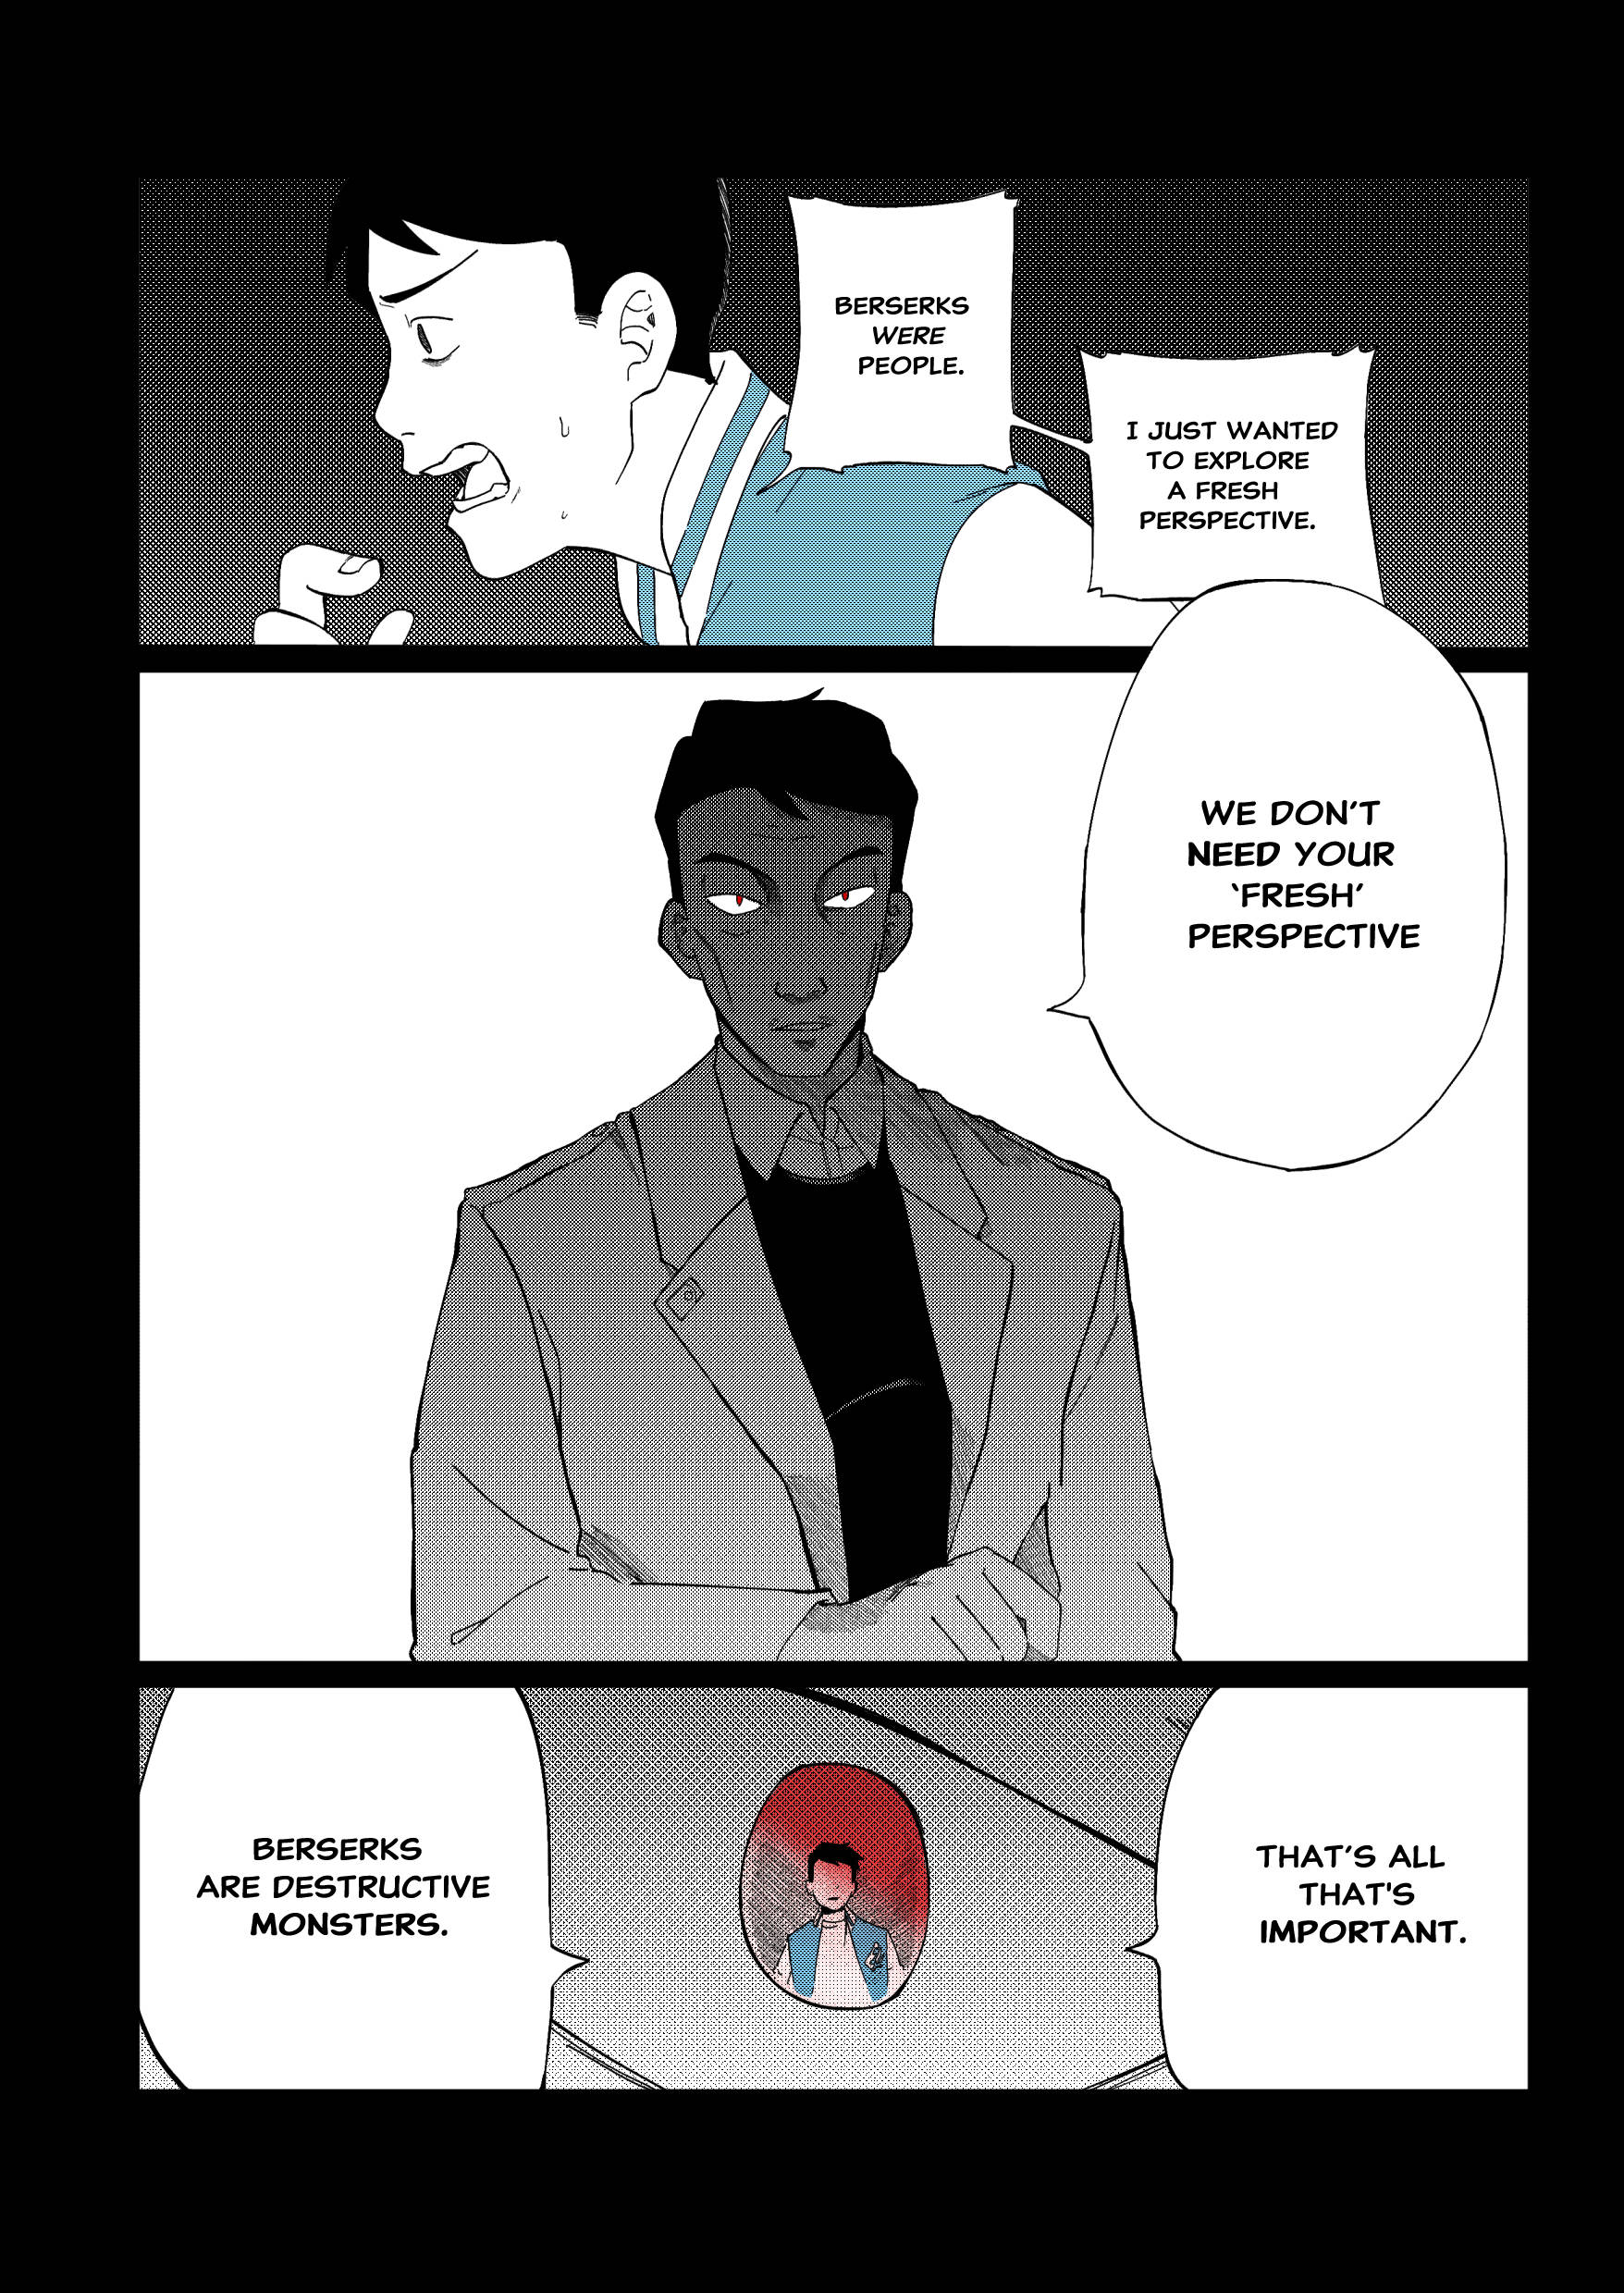 BERSERKS
WERE
PEOPLE.
I JUST WANTED
TO EXPLORE
A FRESH
PERSPECTIVE.
WE DON'T
NEED YOUR
'FRESH'
PERSPECTIVE
BERSERKS
ARE DESTRUCTIVE
MONSTERS.
THAT'S ALL
THAT'S
IMPORTANT.